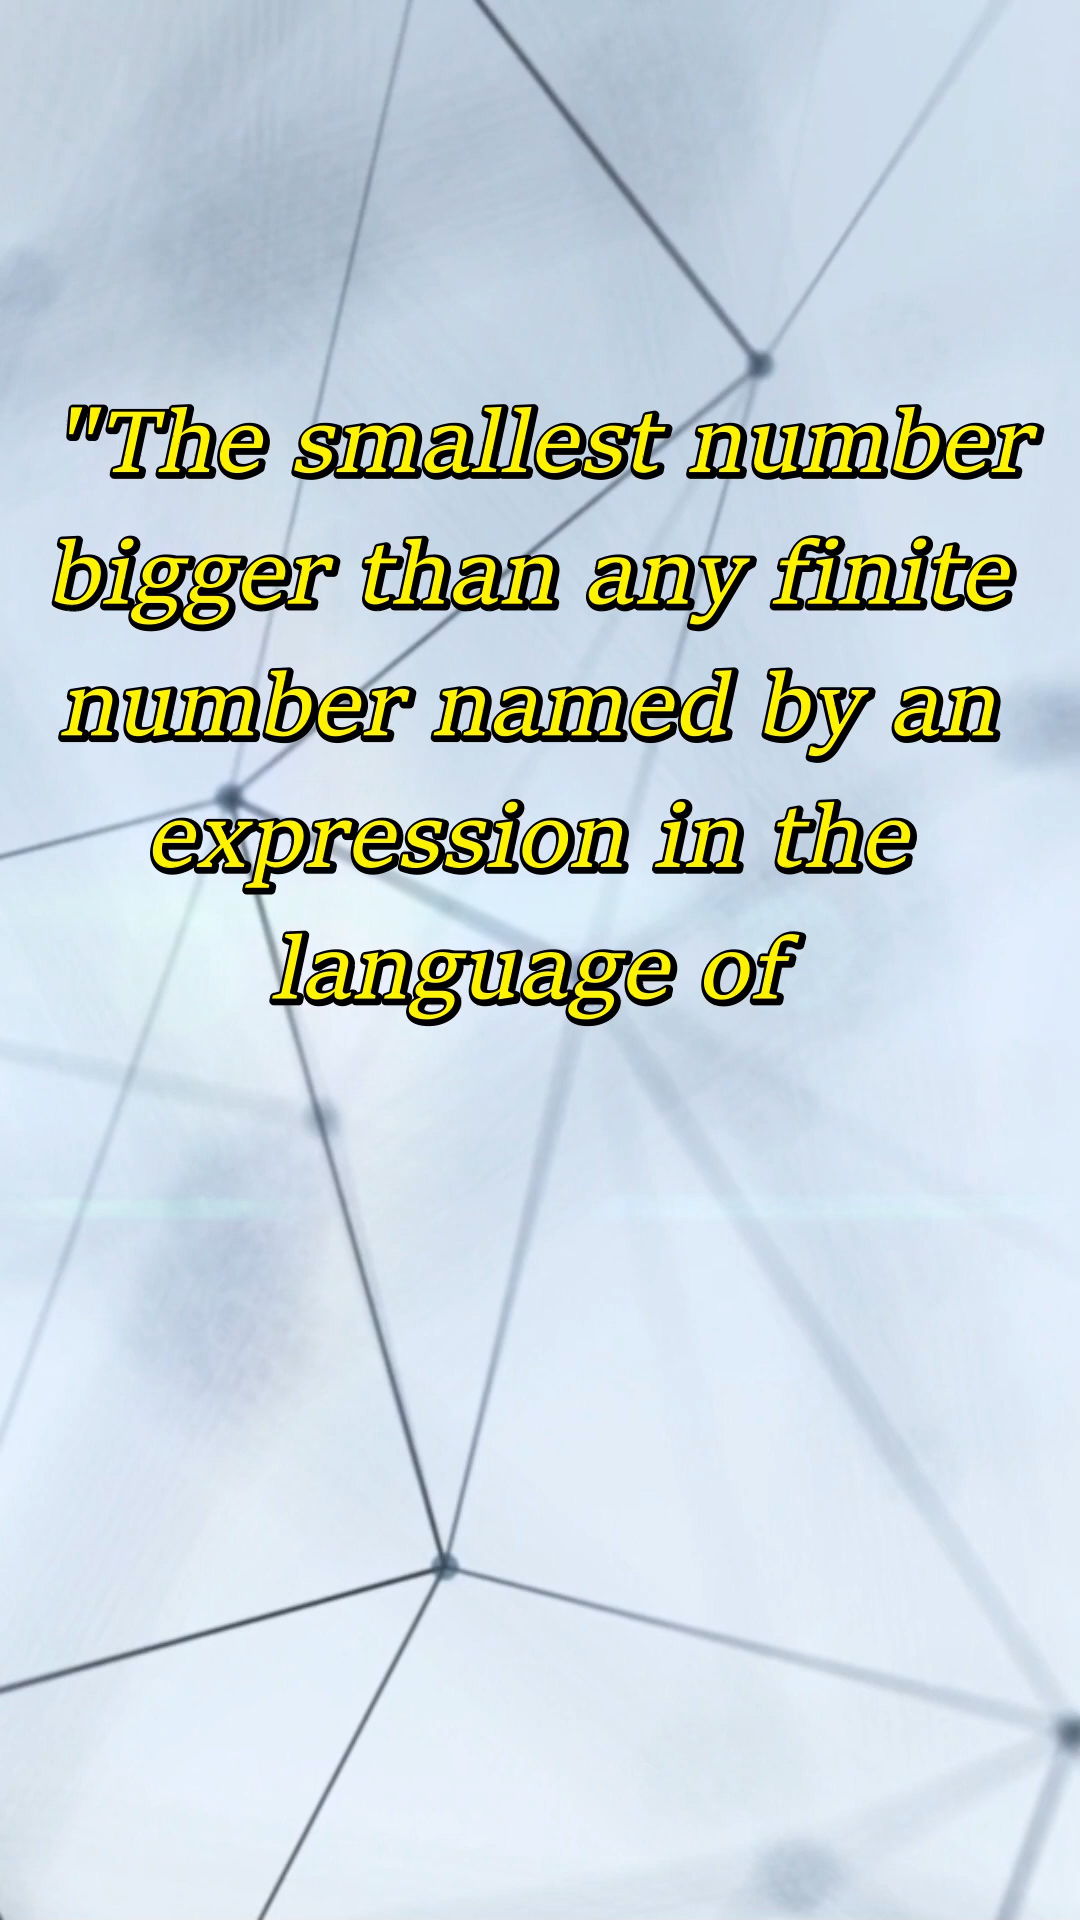 "The smallest number
bigger than any finite
number named by an
expression in the
language of